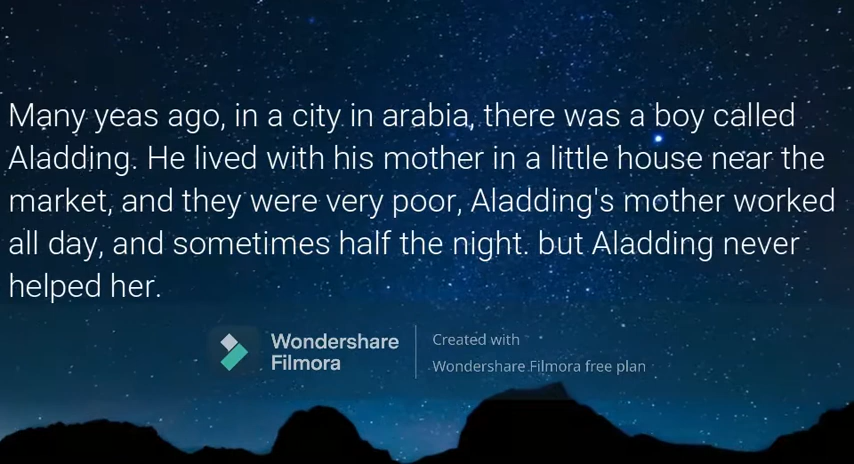 Many yeas ago, in a city in arabia, there was a boy called
Aladding. He lived with his mother in a little house near the
market, and they were very poor, Aladding's mother worked
all day, and sometimes half the night. but Aladding never
helped her.
Wondershare
Filmora
Created with
Wondershare Filmora free plan